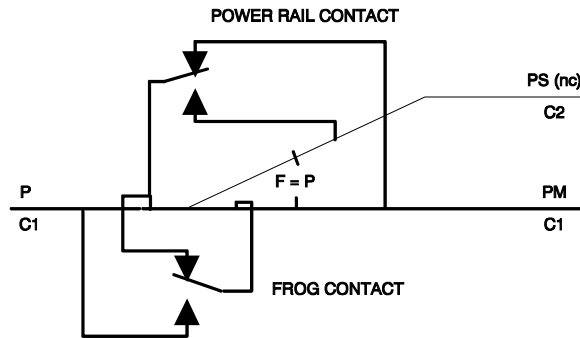 POWER RAIL CONTACT
PS (nc)
C2
F = P
P
PM
C1
C1
FROG CONTACT